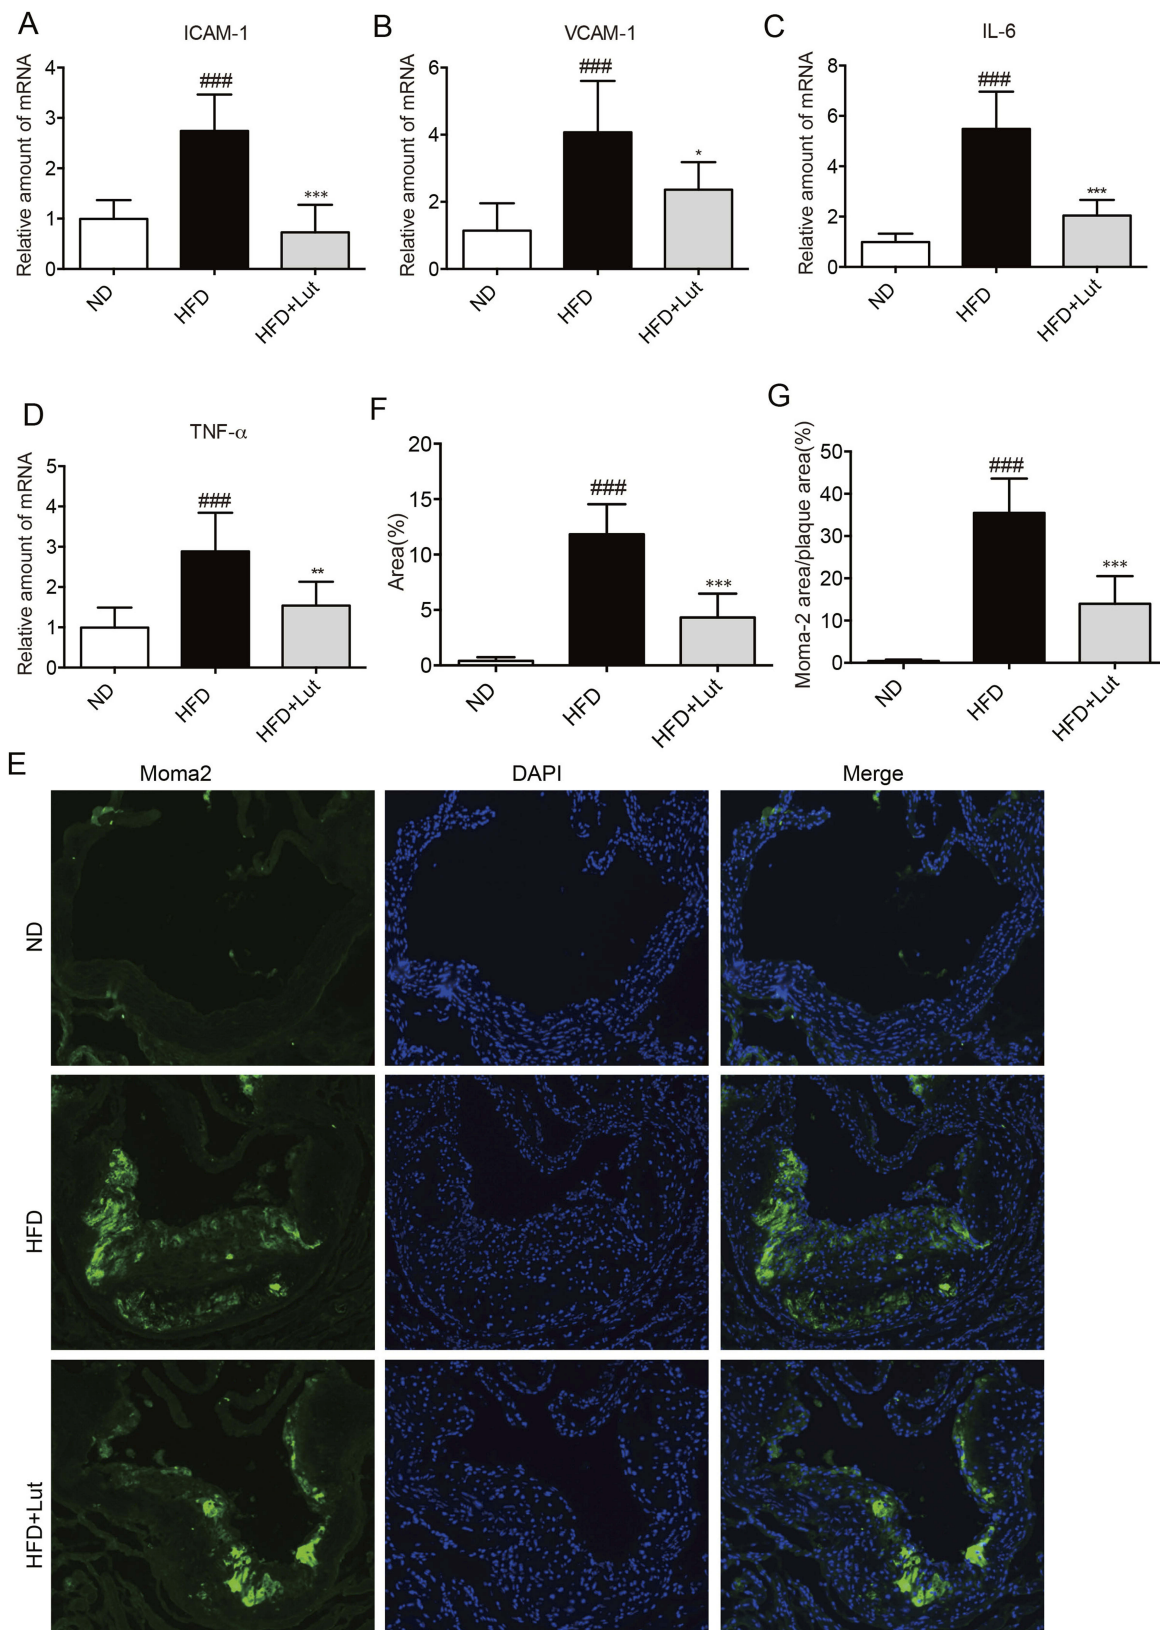 A
ICAM-1
Relative amount of mRNA
4
3
2
1
0
###
***
ND
HFD
HFD+Lut
B
VCAM-1
Relative amount of mRNA
6
4
2
0
###
*
ND
HFD
HFD+Lut
C
IL-6
Relative amount of mRNA
8
6
4
2
0
###
***
ND
HFD
HFD+Lut
D
TNF-α
Relative amount of mRNA
5
4
3
2
1
0
###
**
ND
HFD
HFD+Lut
F
Area(%)
20
15
10
5
0
###
***
ND
HFD
HFD+Lut
G
Moma-2 area/plaque area(%)
50
40
30
20
10
0
###
***
ND
HFD
HFD+Lut
E
Moma2
DAPI
Merge
ND
HFD
HFD+Lut